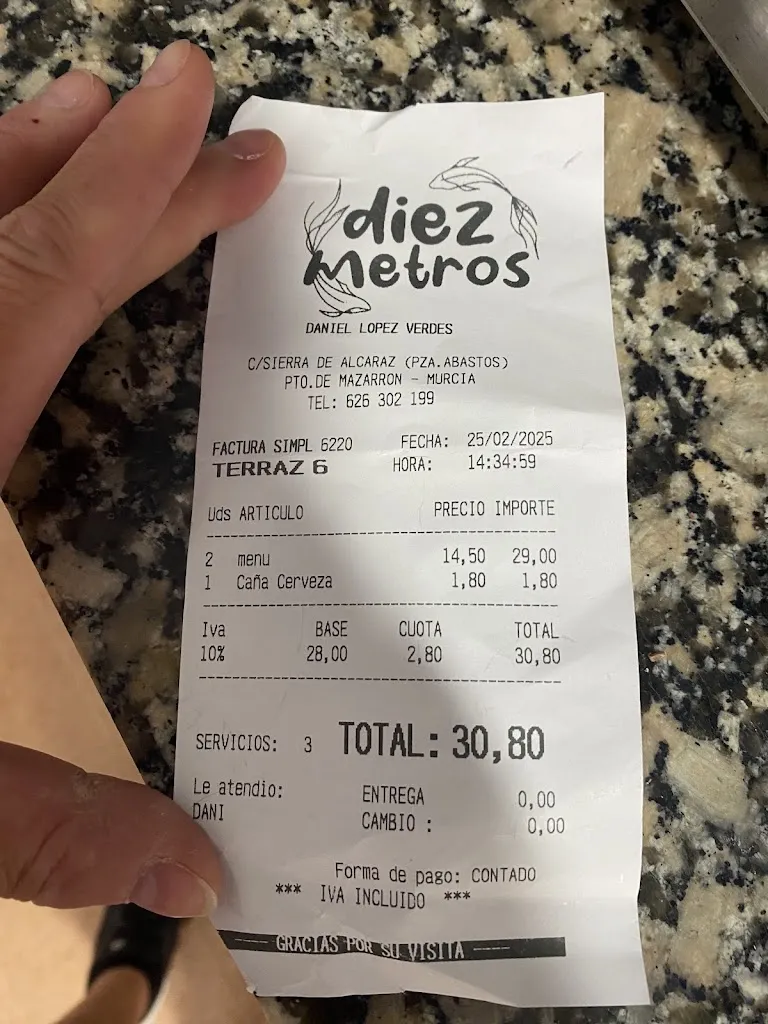 diez
metros
DANIEL LOPEZ VERDES
C/SIERRA DE ALCARAZ (PZA.ABASTOS)
PTO.DE MAZARRON - MURCIA
TEL: 626 302 199
FACTURA SIMPL 6220 FECHA: 25/02/2025
TERRAZ 6 HORA: 14:34:59
Uds ARTICULO PRECIO IMPORTE
2 menu 14,50 29,00
1 Caña Cerveza 1,80 1,80
Iva BASE CUOTA TOTAL
10% 28,00 2,80 30,80
SERVICIOS: 3 TOTAL: 30,80
Le atendio: ENTREGA 0,00
DANI CAMBIO : 0,00
Forma de pago: CONTADO
*** IVA INCLUIDO ***
GRACIAS POR SU VISITA